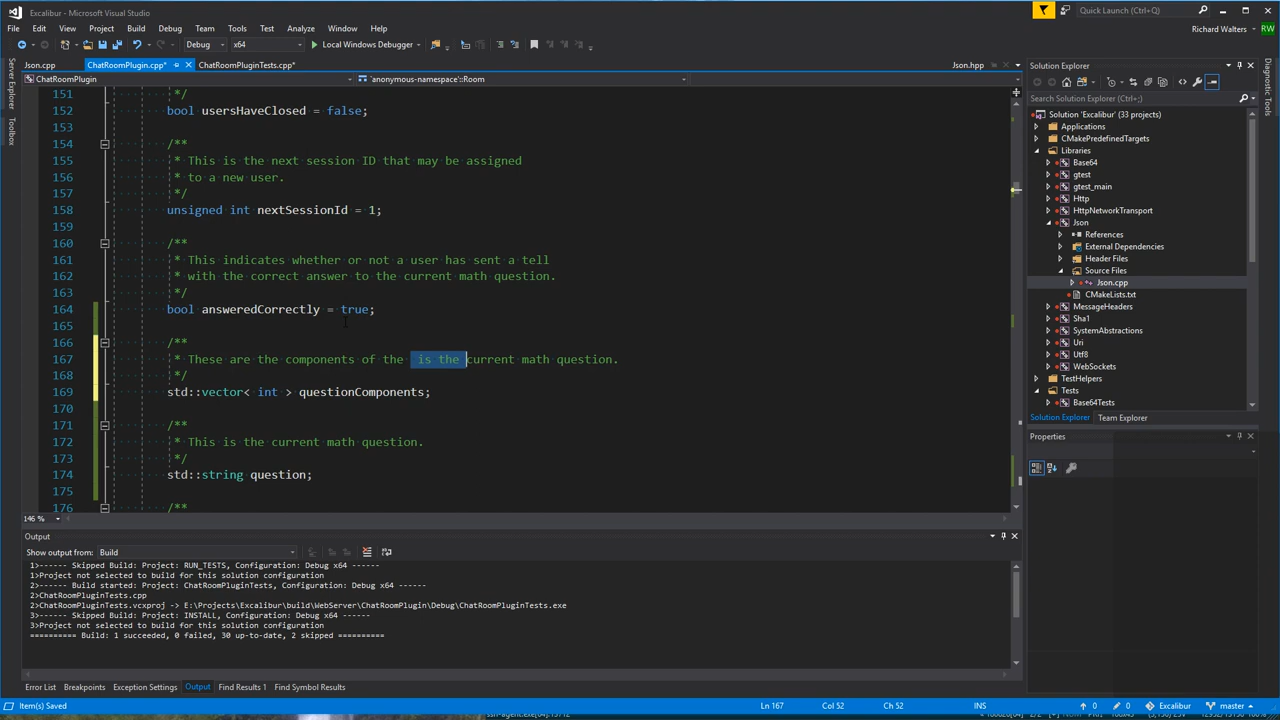 Excalibur - Microsoft Visual Studio
Quick Launch (Ctrl+Q)
File Edit View Project Build Debug Team Tools Test Analyze Window Help
Richard Walters RW
Debug x64 Local Windows Debugger
Json.cpp ChatRoomPlugin.cpp* ChatRoomPluginTests.cpp* Json.hpp
ChatRoomPlugin `anonymous-namespace'::Room
Server Explorer
Toolbox
151 */
152 bool usersHaveClosed = false;
153
154 /**
155 * This is the next session ID that may be assigned
156 * to a new user.
157 */
158 unsigned int nextSessionId = 1;
159
160 /**
161 * This indicates whether or not a user has sent a tell
162 * with the correct answer to the current math question.
163 */
164 bool answeredCorrectly = true;
165
166 /**
167 * These are the components of the  is the current math question.
168 */
169 std::vector< int > questionComponents;
170
171 /**
172 * This is the current math question.
173 */
174 std::string question;
175
176 /**
146 %
Output
Show output from: Build
1>------ Skipped Build: Project: RUN_TESTS, Configuration: Debug x64 ------
1>Project not selected to build for this solution configuration
2>------ Build started: Project: ChatRoomPluginTests, Configuration: Debug x64 ------
2>ChatRoomPluginTests.cpp
2>ChatRoomPluginTests.vcxproj -> E:\Projects\Excalibur\build\WebServer\ChatRoomPlugin\Debug\ChatRoomPluginTests.exe
3>------ Skipped Build: Project: INSTALL, Configuration: Debug x64 ------
3>Project not selected to build for this solution configuration
========== Build: 1 succeeded, 0 failed, 30 up-to-date, 2 skipped ==========
Error List Breakpoints Exception Settings Output Find Results 1 Find Symbol Results
Solution Explorer
Search Solution Explorer (Ctrl+;)
Solution 'Excalibur' (33 projects)
Applications
CMakePredefinedTargets
Libraries
Base64
gtest
gtest_main
Http
HttpNetworkTransport
Json
References
External Dependencies
Header Files
Source Files
Json.cpp
CMakeLists.txt
MessageHeaders
Sha1
SystemAbstractions
Uri
Utf8
WebSockets
TestHelpers
Tests
Base64Tests
Solution Explorer Team Explorer
Properties
Diagnostic Tools
Item(s) Saved Ln 167 Col 52 Ch 52 INS 3 9 Excalibur master